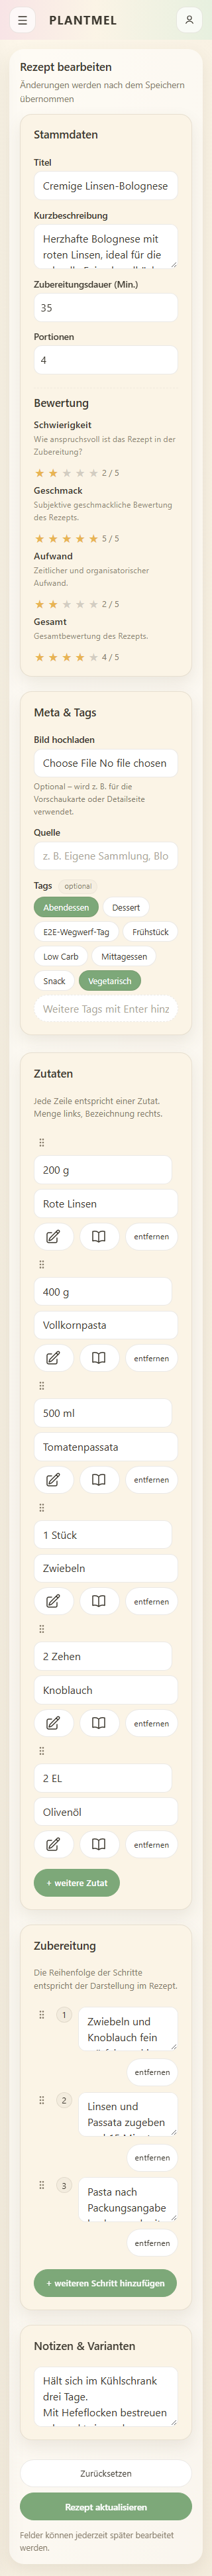 PLANTMEL
Rezept bearbeiten
Änderungen werden nach dem Speichern
übernommen
Stammdaten
Titel
Cremige Linsen-Bolognese
Kurzbeschreibung
Herzhafte Bolognese mit
roten Linsen, ideal für die
Zubereitungsdauer (Min.)
35
Portionen
4
Bewertung
Schwierigkeit
Wie anspruchsvoll ist das Rezept in der
Zubereitung?
2 / 5
Geschmack
Subjektive geschmackliche Bewertung
des Rezepts.
5 / 5
Aufwand
Zeitlicher und organisatorischer
Aufwand.
2 / 5
Gesamt
Gesamtbewertung des Rezepts.
4 / 5
Meta & Tags
Bild hochladen
Choose File No file chosen
Optional – wird z. B. für die
Vorschaukarte oder Detailseite
verwendet.
Quelle
z. B. Eigene Sammlung, Blo
Tags optional
Abendessen Dessert
E2E-Wegwerf-Tag Frühstück
Low Carb Mittagessen
Snack Vegetarisch
Weitere Tags mit Enter hinz
Zutaten
Jede Zeile entspricht einer Zutat.
Menge links, Bezeichnung rechts.
200 g
Rote Linsen
entfernen
400 g
Vollkornpasta
entfernen
500 ml
Tomatenpassata
entfernen
1 Stück
Zwiebeln
entfernen
2 Zehen
Knoblauch
entfernen
2 EL
Olivenöl
entfernen
+ weitere Zutat
Zubereitung
Die Reihenfolge der Schritte
entspricht der Darstellung im Rezept.
1 Zwiebeln und
Knoblauch fein
entfernen
2 Linsen und
Passata zugeben
entfernen
3 Pasta nach
Packungsangabe
entfernen
+ weiteren Schritt hinzufügen
Notizen & Varianten
Hält sich im Kühlschrank
drei Tage.
Mit Hefeflocken bestreuen
Zurücksetzen
Rezept aktualisieren
Felder können jederzeit später bearbeitet
werden.